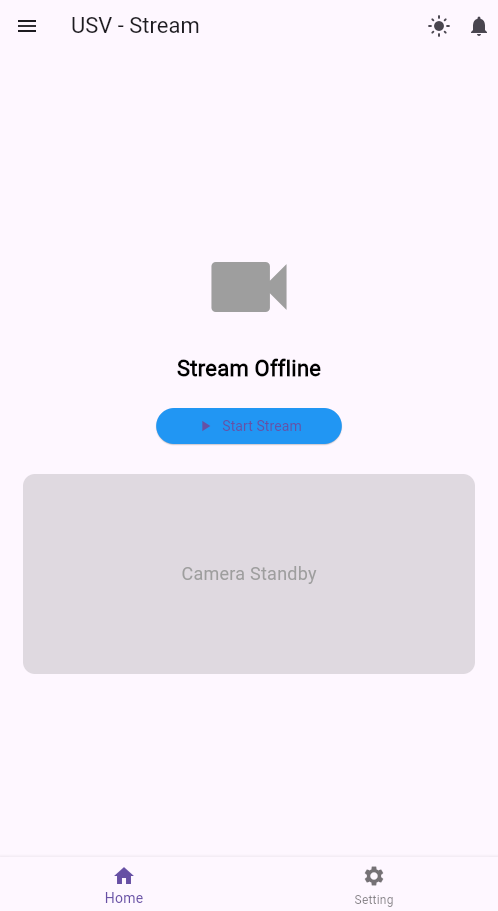 USV - Stream
Stream Offline
Start Stream
Camera Standby
Home
Setting